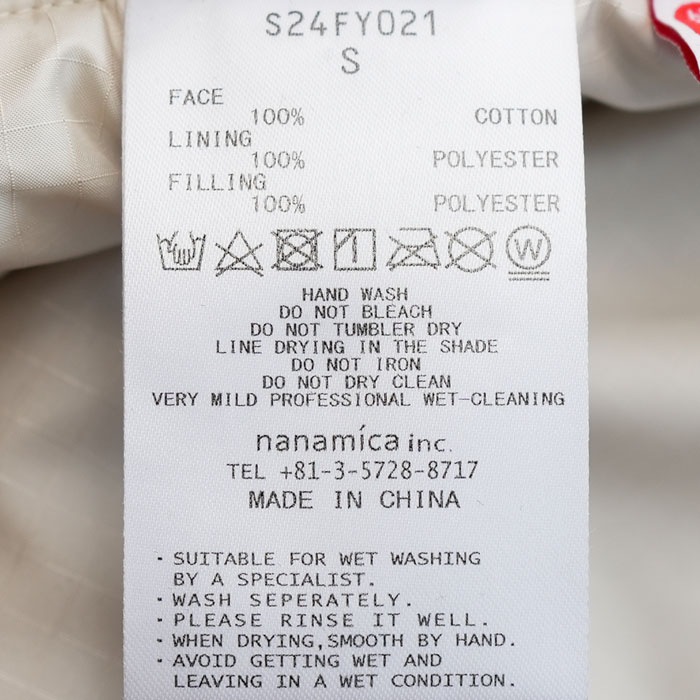 S24FY021
S
FACE
100% COTTON
LINING
100% POLYESTER
FILLING
100% POLYESTER
W
HAND WASH
DO NOT BLEACH
DO NOT TUMBLER DRY
LINE DRYING IN THE SHADE
DO NOT IRON
DO NOT DRY CLEAN
VERY MILD PROFESSIONAL WET-CLEANING
nanamíca inc.
TEL +81-3-5728-8717
MADE IN CHINA
· SUITABLE FOR WET WASHING
BY A SPECIALIST.
· WASH SEPERATELY.
· PLEASE RINSE IT WELL.
· WHEN DRYING,SMOOTH BY HAND.
· AVOID GETTING WET AND
LEAVING IN A WET CONDITION.